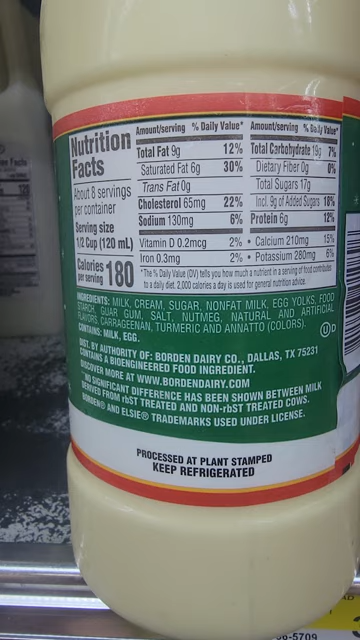 Nutrition Facts
About 8 servings per container
Serving size
1/2 Cup (120 mL)
Calories per serving 180
Amount/serving % Daily Value*
Total Fat 9g 12%
Saturated Fat 6g 30%
Trans Fat 0g
Cholesterol 65mg 22%
Sodium 130mg 6%
Amount/serving % Daily Value*
Total Carbohydrate 19g 7%
Dietary Fiber 0g 0%
Total Sugars 17g
Incl. 9g of Added Sugars 18%
Protein 6g 12%
Vitamin D 0.2mcg 2% • Calcium 210mg 15%
Iron 0.3mg 2% • Potassium 280mg 6%
*The % Daily Value (DV) tells you how much a nutrient in a serving of food contributes
to a daily diet. 2,000 calories a day is used for general nutrition advice.
INGREDIENTS: MILK, CREAM, SUGAR, NONFAT MILK, EGG YOLKS, FOOD
STARCH, GUAR GUM, SALT, NUTMEG, NATURAL AND ARTIFICIAL
FLAVORS, CARRAGEENAN, TURMERIC AND ANNATTO (COLORS).
CONTAINS: MILK, EGG.
UD
DIST. BY AUTHORITY OF: BORDEN DAIRY CO., DALLAS, TX 75231
CONTAINS A BIOENGINEERED FOOD INGREDIENT.
DISCOVER MORE AT WWW.BORDENDAIRY.COM
NO SIGNIFICANT DIFFERENCE HAS BEEN SHOWN BETWEEN MILK
DERIVED FROM rbST TREATED AND NON-rbST TREATED COWS.
BORDEN® AND ELSIE® TRADEMARKS USED UNDER LICENSE.
PROCESSED AT PLANT STAMPED
KEEP REFRIGERATED